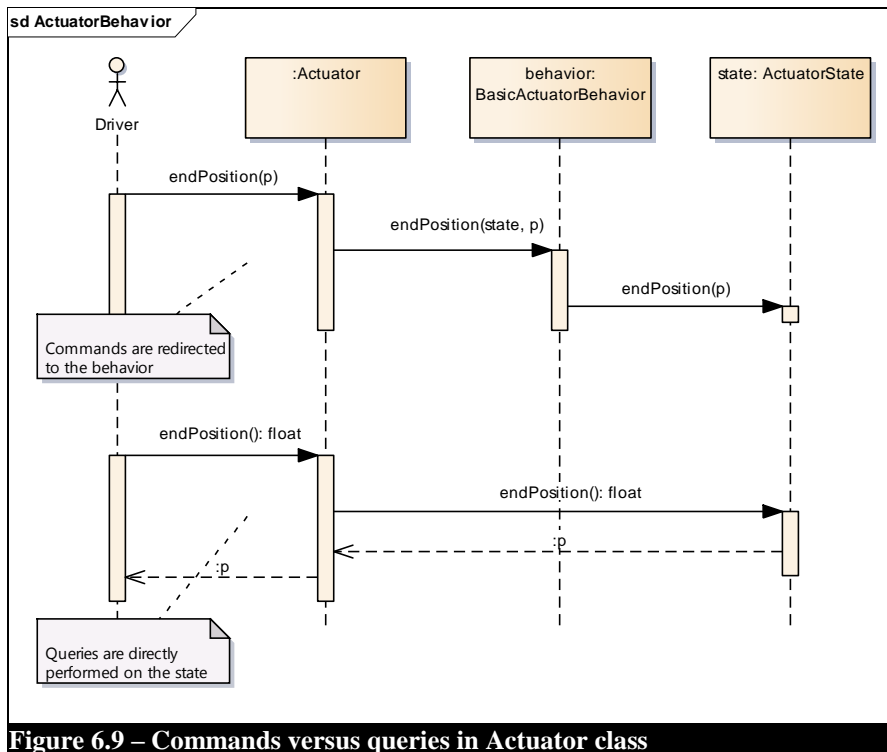 sd ActuatorBehavior
Driver
:Actuator
behavior:
BasicActuatorBehavior
state: ActuatorState
endPosition(p)
endPosition(state, p)
endPosition(p)
Commands are redirected
to the behavior
endPosition(): float
endPosition(): float
:p
:p
Queries are directly
performed on the state
Figure 6.9 – Commands versus queries in Actuator class